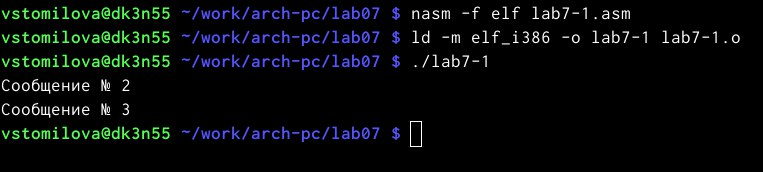 vstomilova@dk3n55 ~/work/arch-pc/lab07 $ nasm -f elf lab7-1.asm
vstomilova@dk3n55 ~/work/arch-pc/lab07 $ ld -m elf_i386 -o lab7-1 lab7-1.o
vstomilova@dk3n55 ~/work/arch-pc/lab07 $ ./lab7-1
Сообщение № 2
Сообщение № 3
vstomilova@dk3n55 ~/work/arch-pc/lab07 $